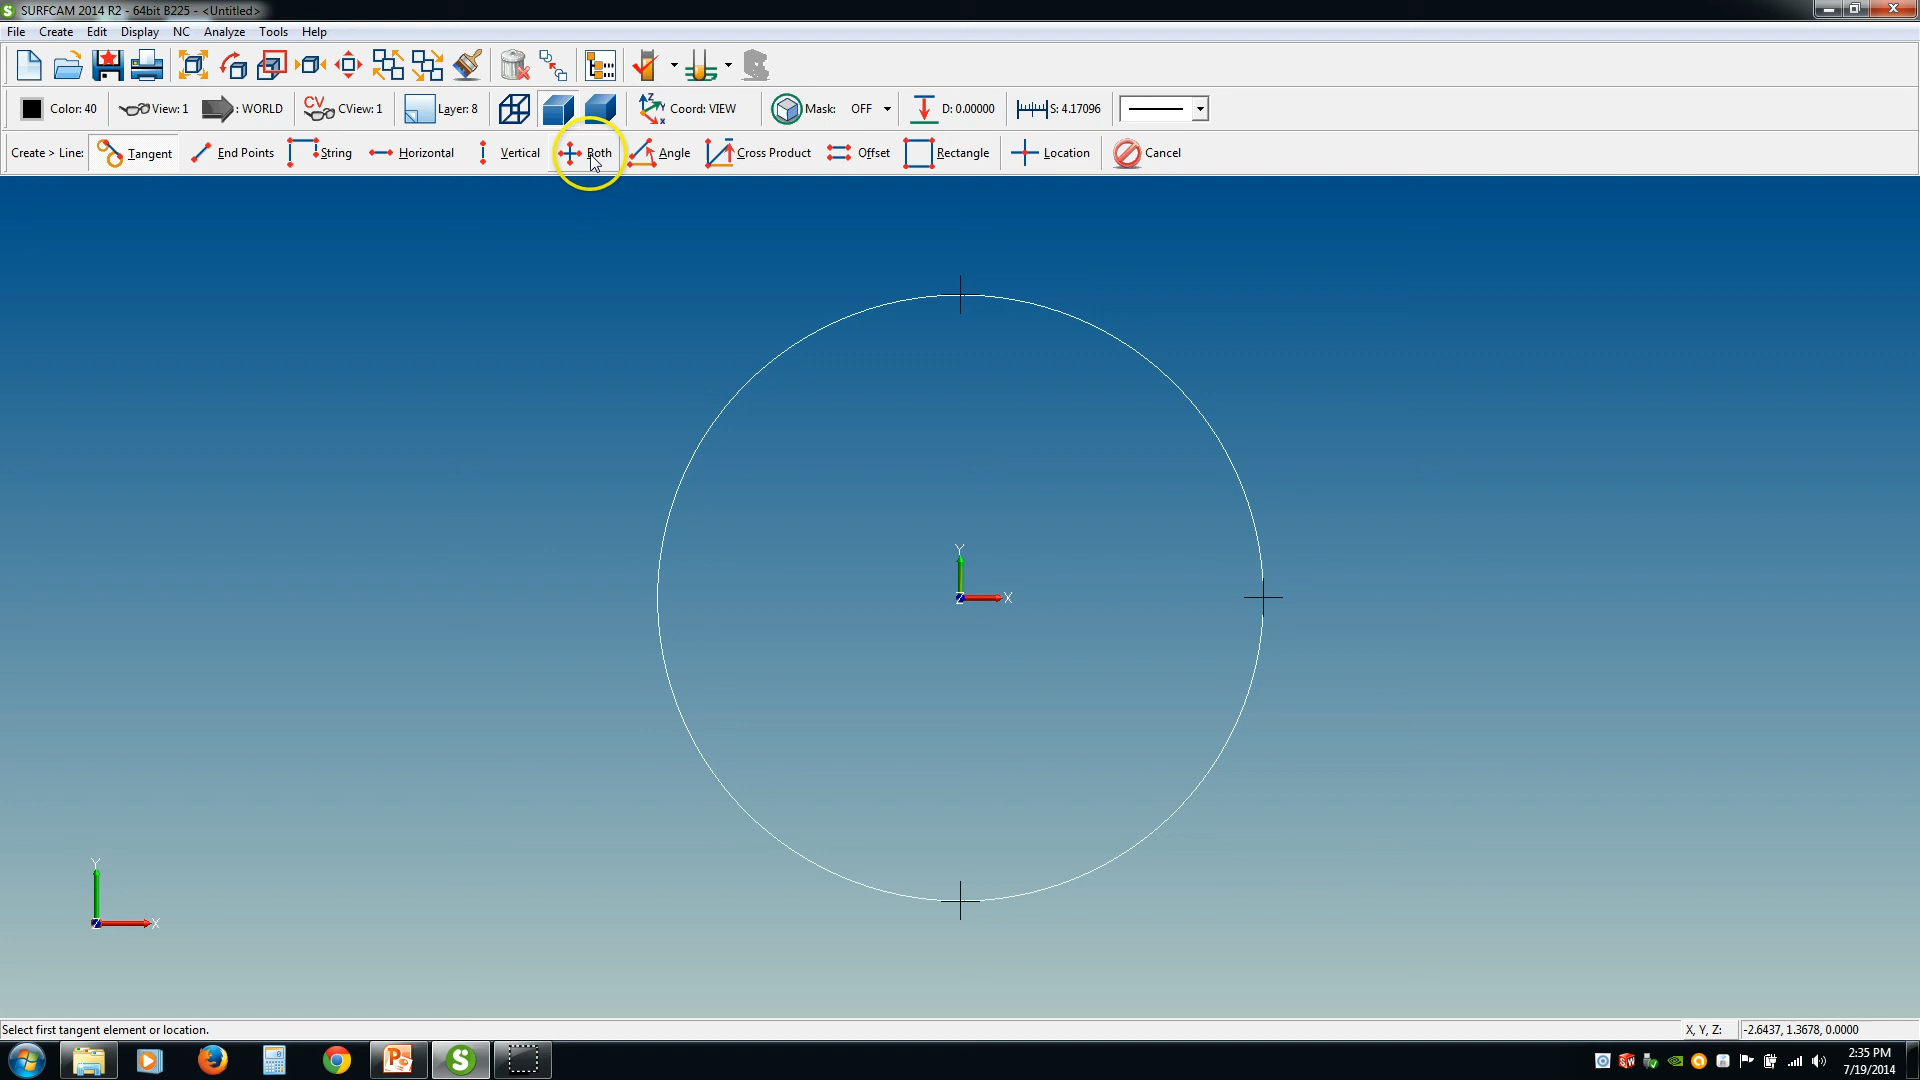 SURFCAM 2014 R2 - 64bit B225 - <Untitled>
File Create Edit Display NC Analyze Tools Help
Color: 40 View: 1 : WORLD CV CView: 1 Layer: 8 Coord: VIEW Mask: OFF D: 0.00000 S: 4.17096
Create > Line: Tangent End Points String Horizontal Vertical Both Angle Cross Product Offset Rectangle Location Cancel
Y
Z X
Y
Z X
Select first tangent element or location. X, Y, Z: -2.6437, 1.3678, 0.0000
2:35 PM
7/19/2014